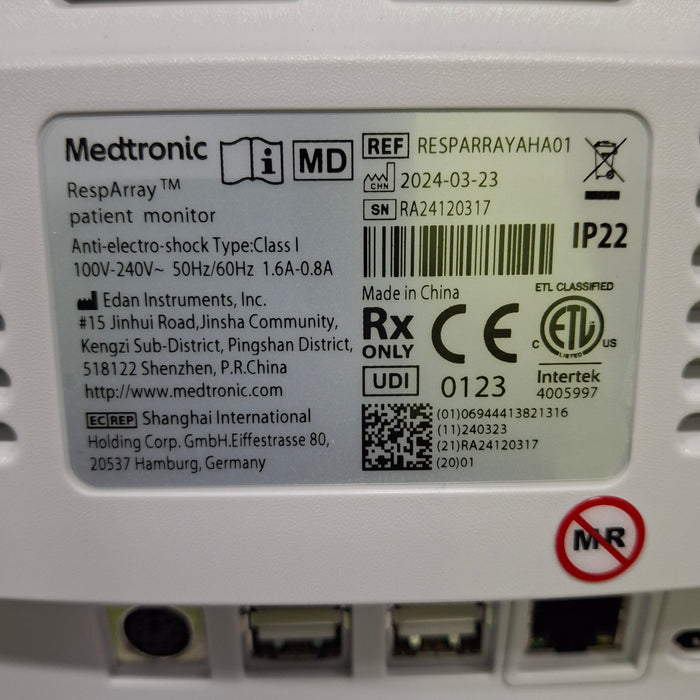 Medtronic
MD
RespArray™
patient monitor
Anti-electro-shock Type:Class I
100V-240V~ 50Hz/60Hz 1.6A-0.8A
Edan Instruments, Inc.
#15 Jinhui Road,Jinsha Community,
Kengzi Sub-District, Pingshan District,
518122 Shenzhen, P.R.China
http://www.medtronic.com
EC REP Shanghai International
Holding Corp. GmbH.Eiffestrasse 80,
20537 Hamburg, Germany
REF RESPARRAYAHA01
CHN 2024-03-23
SN RA24120317
IP22
Made in China
Rx
ONLY
CE
0123
ETL CLASSIFIED
C ETL US
LISTED
Intertek
4005997
UDI
(01)06944413821316
(11)240323
(21)RA24120317
(20)01
MR